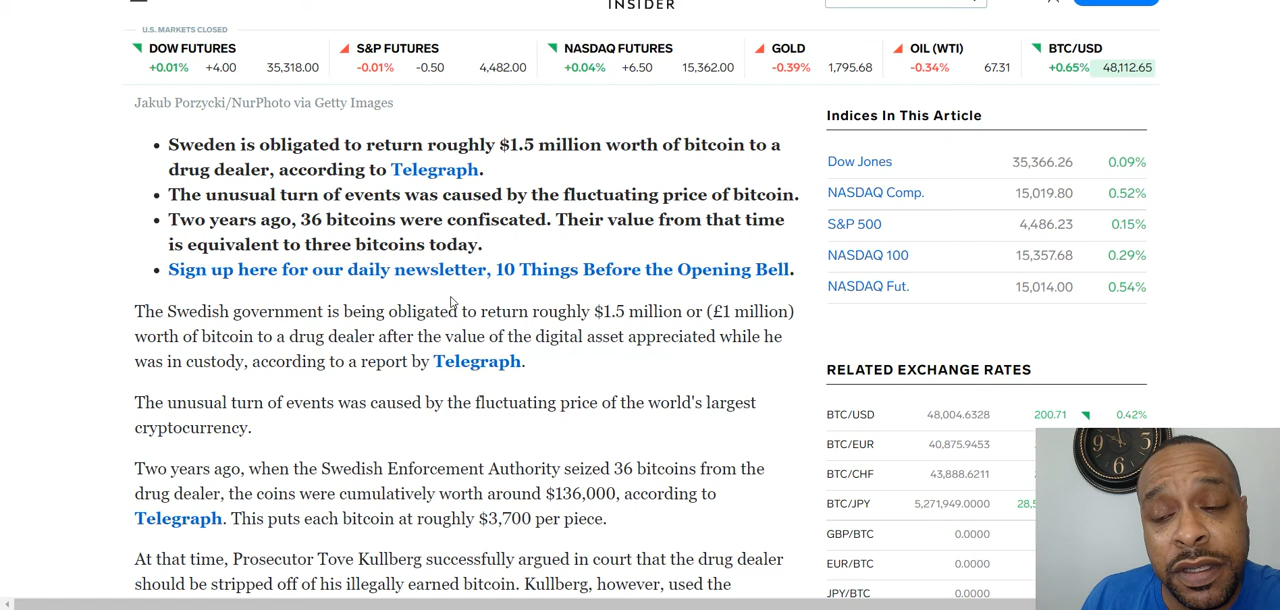 INSIDER
U.S. MARKETS CLOSED
DOW FUTURES
+0.01% +4.00 35,318.00
S&P FUTURES
-0.01% -0.50 4,482.00
NASDAQ FUTURES
+0.04% +6.50 15,362.00
GOLD
-0.39% 1,795.68
OIL (WTI)
-0.34% 67.31
BTC/USD
+0.65% 48,112.65
Jakub Porzycki/NurPhoto via Getty Images
• Sweden is obligated to return roughly $1.5 million worth of bitcoin to a
drug dealer, according to Telegraph.
• The unusual turn of events was caused by the fluctuating price of bitcoin.
• Two years ago, 36 bitcoins were confiscated. Their value from that time
is equivalent to three bitcoins today.
• Sign up here for our daily newsletter, 10 Things Before the Opening Bell.
The Swedish government is being obligated to return roughly $1.5 million or (£1 million)
worth of bitcoin to a drug dealer after the value of the digital asset appreciated while he
was in custody, according to a report by Telegraph.
The unusual turn of events was caused by the fluctuating price of the world's largest
cryptocurrency.
Two years ago, when the Swedish Enforcement Authority seized 36 bitcoins from the
drug dealer, the coins were cumulatively worth around $136,000, according to
Telegraph. This puts each bitcoin at roughly $3,700 per piece.
At that time, Prosecutor Tove Kullberg successfully argued in court that the drug dealer
should be stripped off of his illegally earned bitcoin. Kullberg, however, used the
Indices In This Article
Dow Jones 35,366.26 0.09%
NASDAQ Comp. 15,019.80 0.52%
S&P 500 4,486.23 0.15%
NASDAQ 100 15,357.68 0.29%
NASDAQ Fut. 15,014.00 0.54%
RELATED EXCHANGE RATES
BTC/USD 48,004.6328 200.71 0.42%
BTC/EUR 40,875.9453
BTC/CHF 43,888.6211
BTC/JPY 5,271,949.0000 28,5
GBP/BTC 0.0000
EUR/BTC 0.0000
JPY/BTC 0.0000